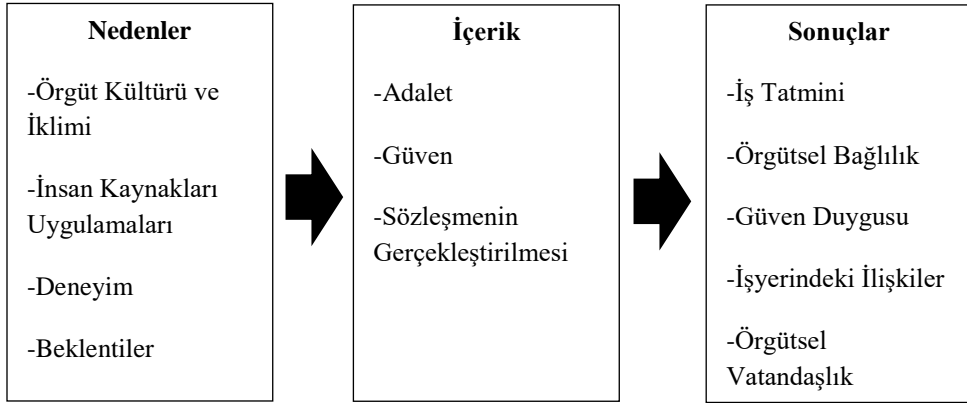 Nedenler
-Örgüt Kültürü ve
İklimi
-İnsan Kaynakları
Uygulamaları
-Deneyim
-Beklentiler
İçerik
-Adalet
-Güven
-Sözleşmenin
Gerçekleştirilmesi
Sonuçlar
-İş Tatmini
-Örgütsel Bağlılık
-Güven Duygusu
-İşyerindeki İlişkiler
-Örgütsel
Vatandaşlık